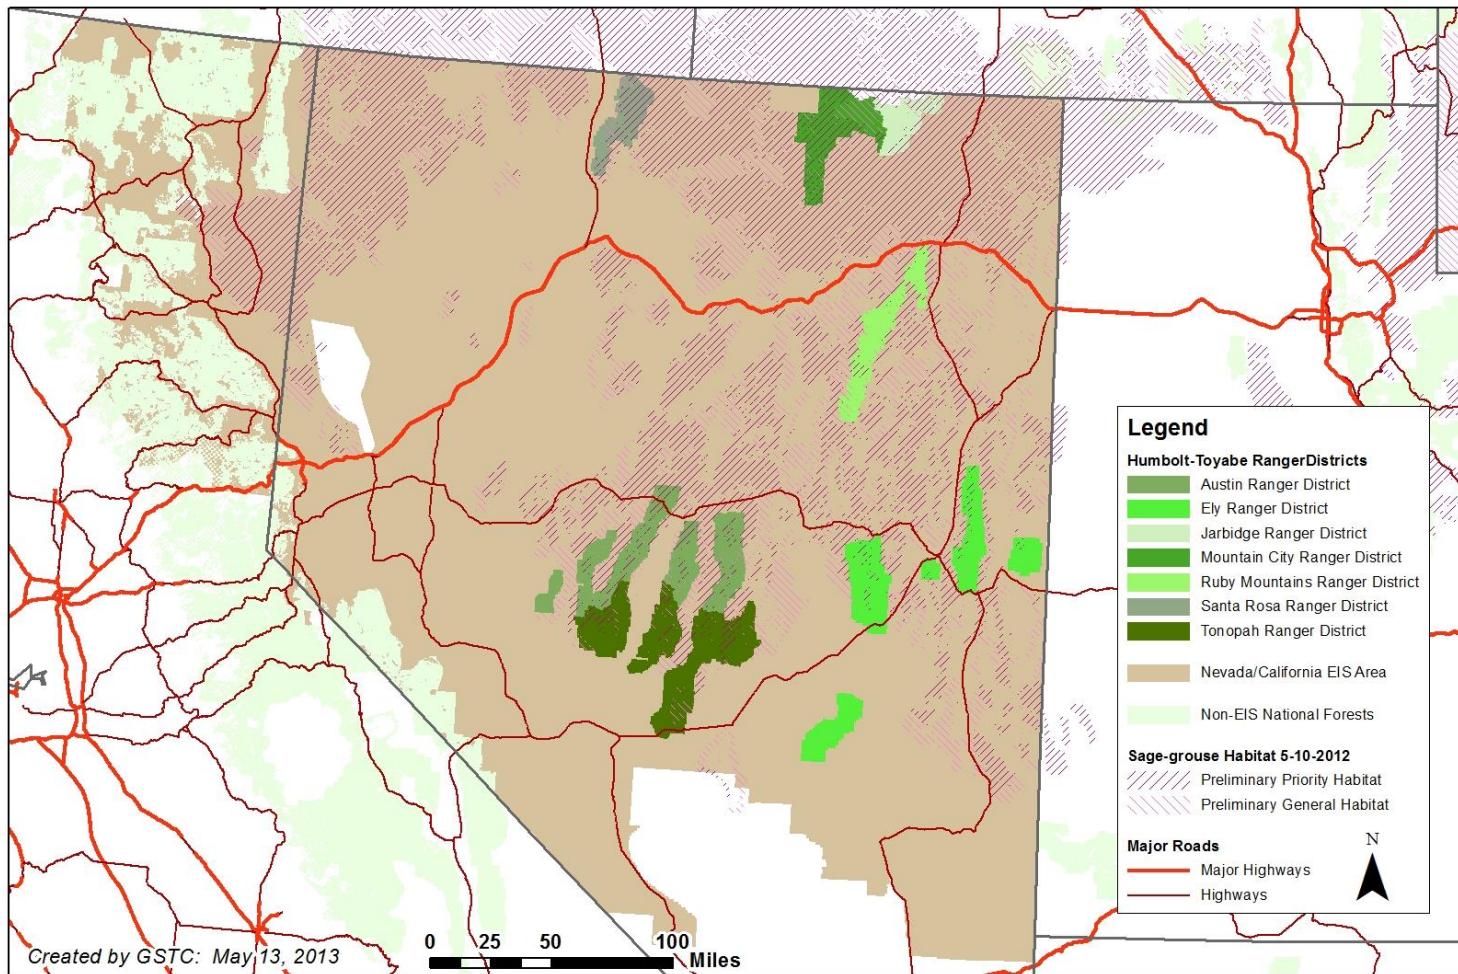 Legend
Humbolt-Toyabe RangerDistricts
Austin Ranger District
Ely Ranger District
Jarbidge Ranger District
Mountain City Ranger District
Ruby Mountains Ranger District
Santa Rosa Ranger District
Tonopah Ranger District
Nevada/California EIS Area
Non-EIS National Forests
Sage-grouse Habitat 5-10-2012
Preliminary Priority Habitat
Preliminary General Habitat
Major Roads
Major Highways
Highways
N
0 25 50 100
Miles
Created by GSTC: May 13, 2013